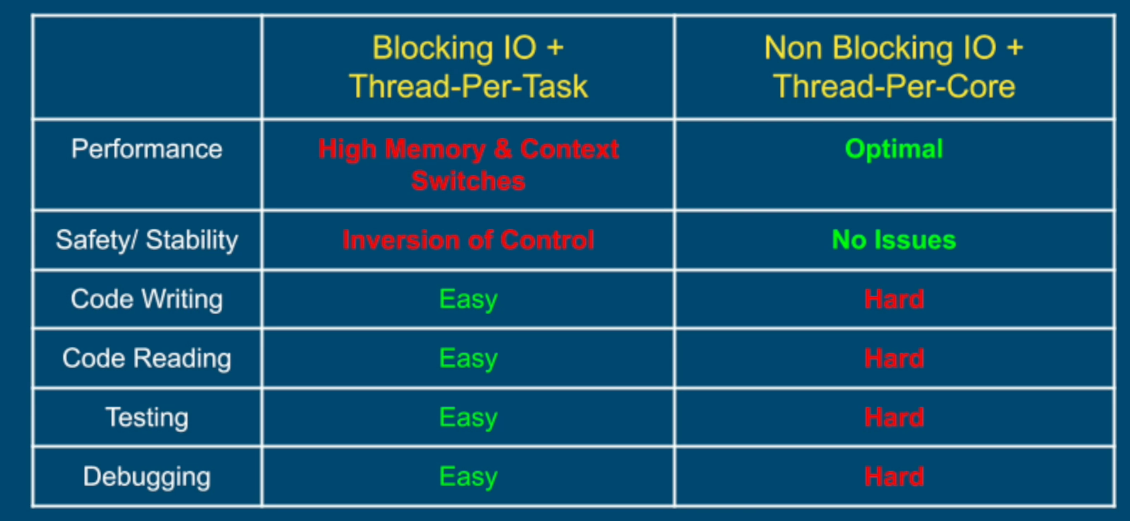 Blocking IO +
Thread-Per-Task
Non Blocking IO +
Thread-Per-Core
Performance
High Memory & Context
Switches
Optimal
Safety/ Stability
Inversion of Control
No Issues
Code Writing
Easy
Hard
Code Reading
Easy
Hard
Testing
Easy
Hard
Debugging
Easy
Hard